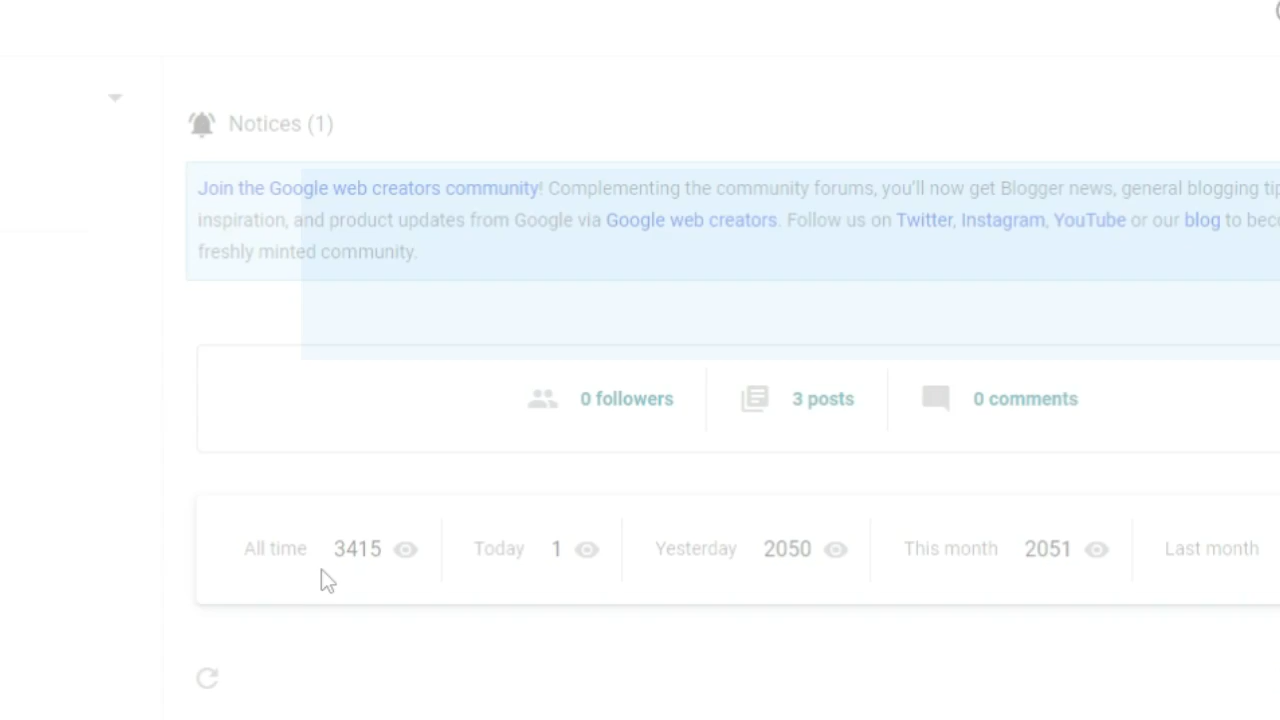 Notices (1)
Join the Google web creators community! Complementing the community forums, you'll now get Blogger news, general blogging
inspiration, and product updates from Google via Google web creators. Follow us on Twitter, Instagram, YouTube or our blog to
freshly minted community.
0 followers 3 posts 0 comments
All time 3415 Today 1 Yesterday 2050 This month 2051 Last month